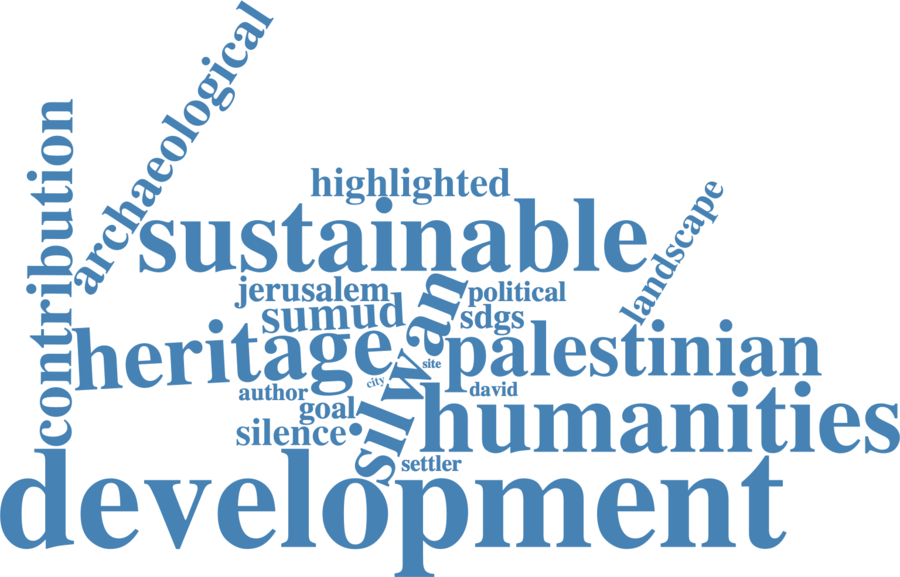 archaeological
contribution
highlighted
sustainable
landscape
jerusalem
political
sumud
sdgs
silwan
heritage
palestinian
site
city
author
david
goal
humanities
silence
settler
development